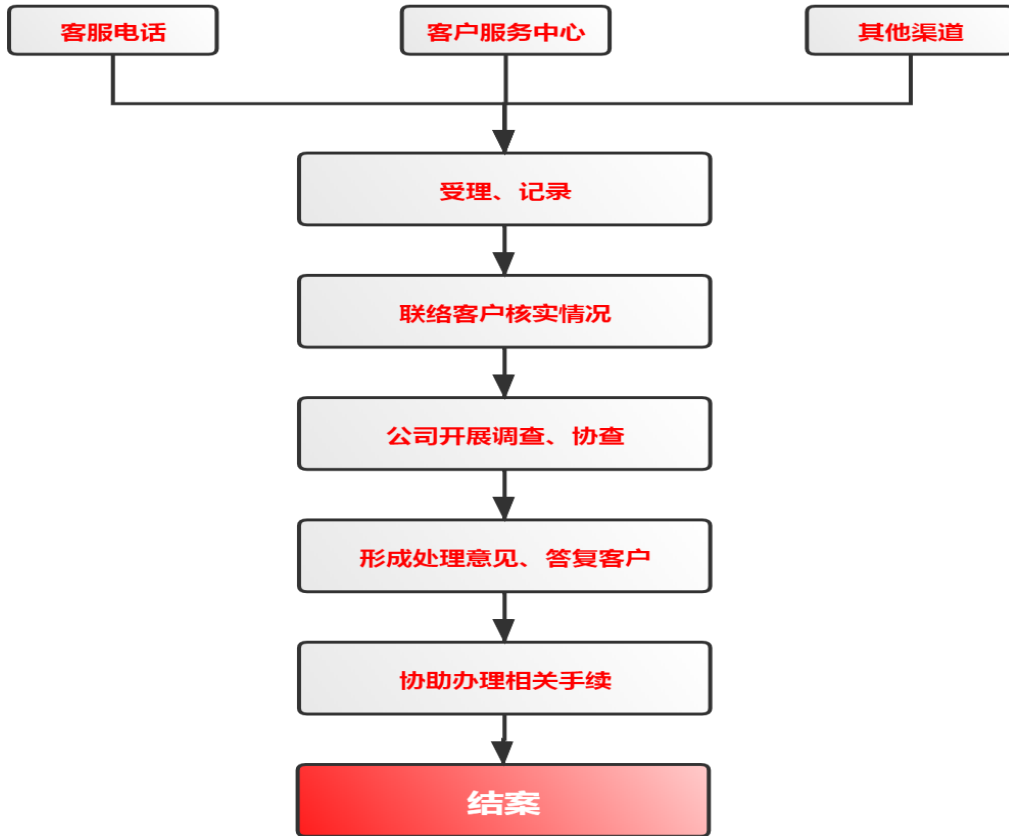 客服电话
客户服务中心
其他渠道
受理、记录
联络客户核实情况
公司开展调查、协查
形成处理意见、答复客户
协助办理相关手续
结案